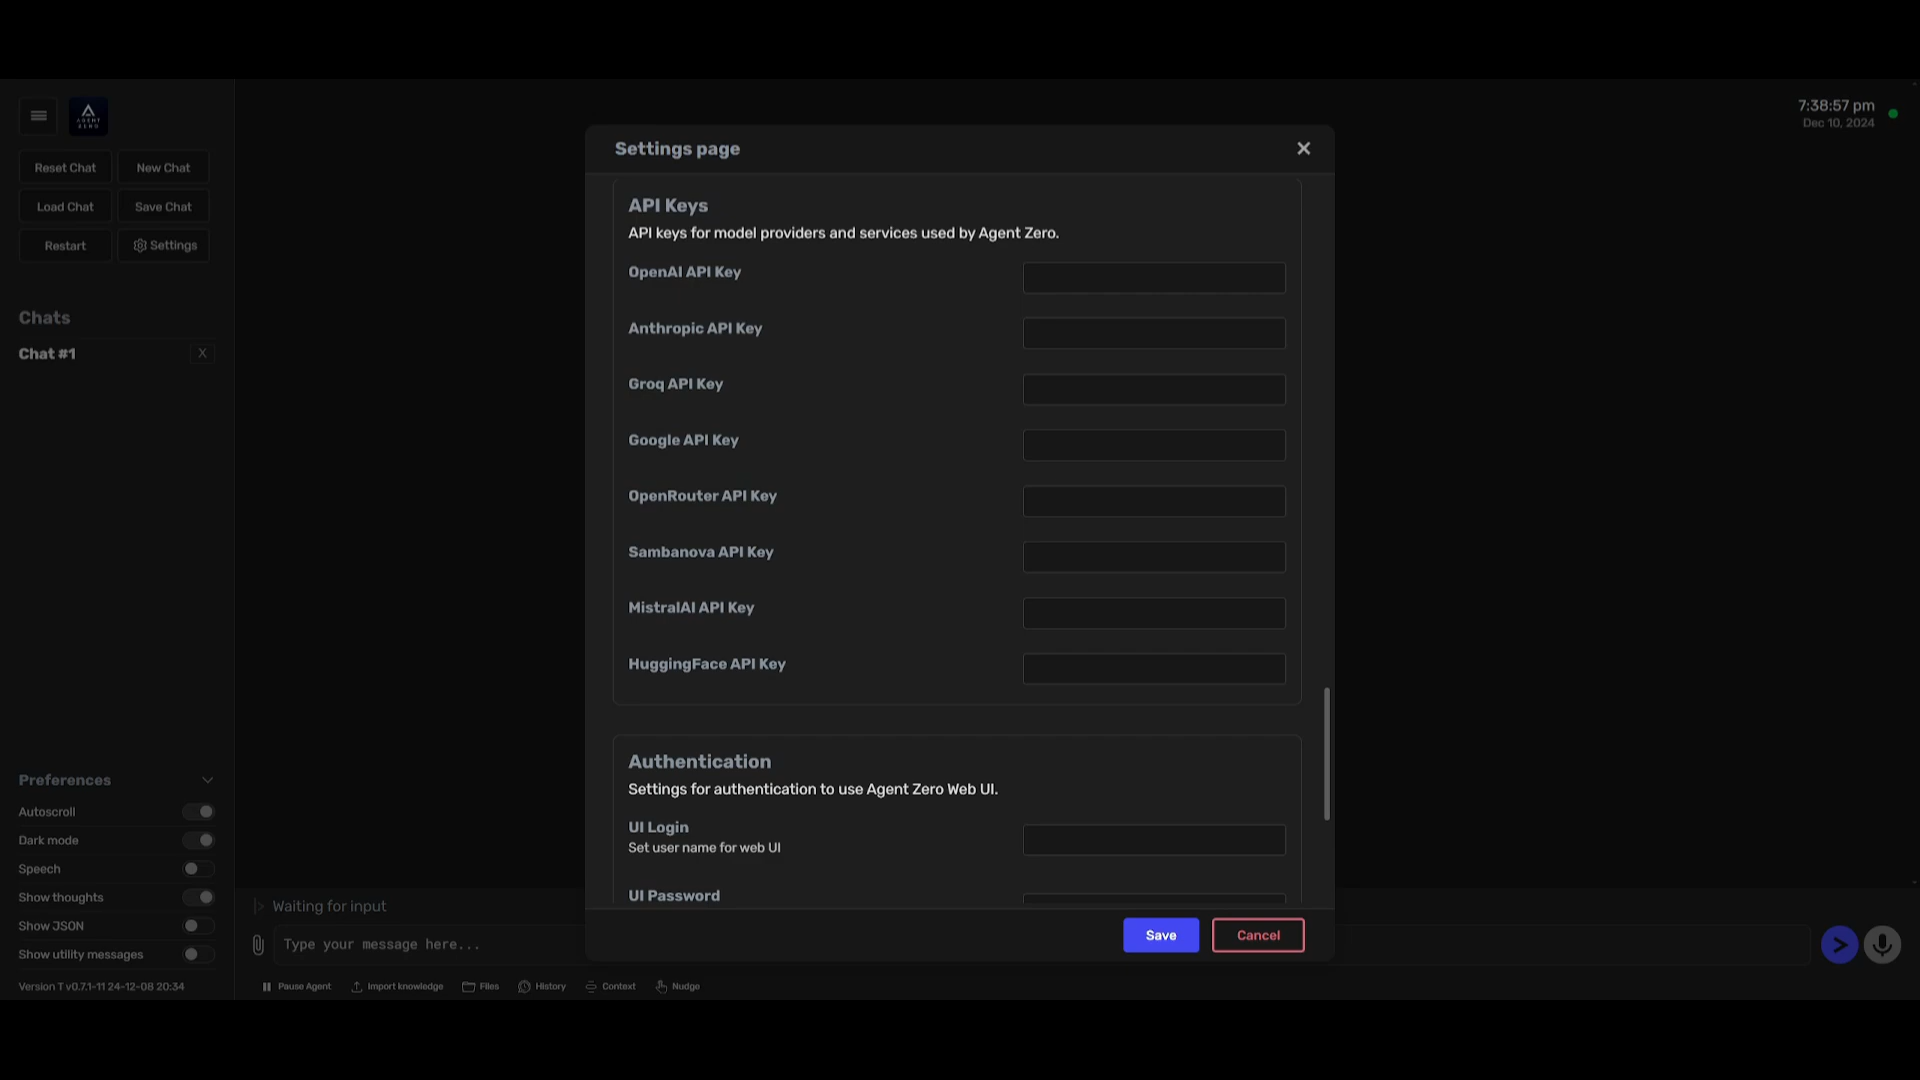 AGENT
ZERO
Reset Chat
New Chat
Load Chat
Save Chat
Restart
Settings
Chats
Chat #1
X
7:38:57 pm
Dec 10, 2024
Settings page
API Keys
API keys for model providers and services used by Agent Zero.
OpenAI API Key
Anthropic API Key
Groq API Key
Google API Key
OpenRouter API Key
Sambanova API Key
MistralAI API Key
HuggingFace API Key
Authentication
Settings for authentication to use Agent Zero Web UI.
UI Login
Set user name for web UI
UI Password
Save
Cancel
Preferences
Autoscroll
Dark mode
Speech
Show thoughts
Show JSON
Show utility messages
Version T v0.7.1-11 24-12-08 20:34
Waiting for input
Type your message here...
Pause Agent
Import knowledge
Files
History
Context
Nudge